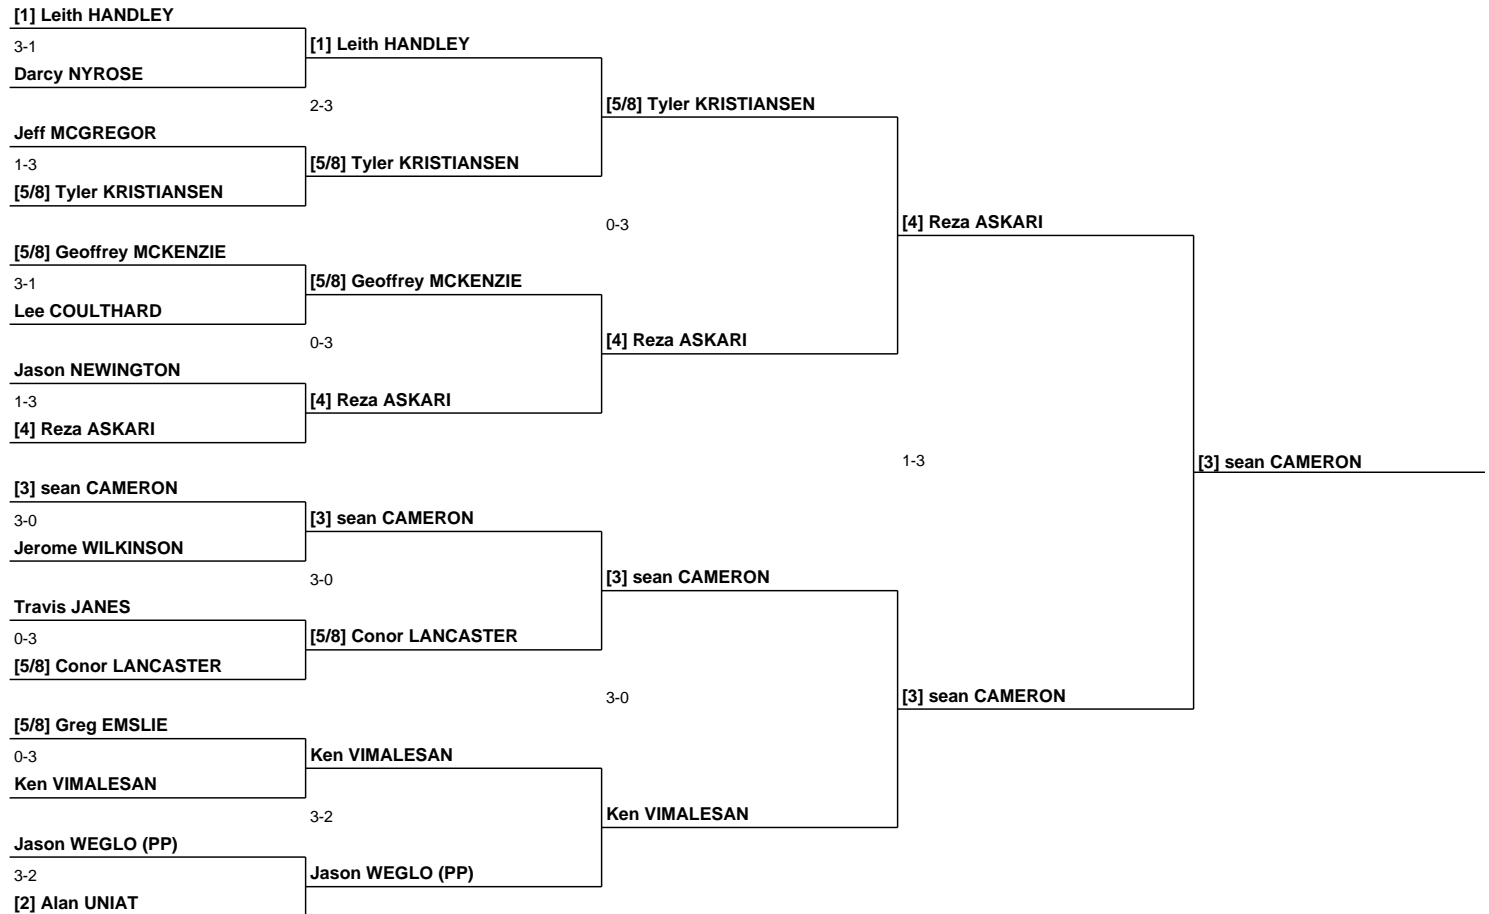 [1] Leith HANDLEY
3-1
[1] Leith HANDLEY
Darcy NYROSE
2-3
[5/8] Tyler KRISTIANSEN
Jeff MCGREGOR
1-3
[5/8] Tyler KRISTIANSEN
[5/8] Tyler KRISTIANSEN
0-3
[4] Reza ASKARI
[5/8] Geoffrey MCKENZIE
3-1
[5/8] Geoffrey MCKENZIE
Lee COULTHARD
0-3
[4] Reza ASKARI
Jason NEWINGTON
1-3
[4] Reza ASKARI
[4] Reza ASKARI
1-3
[3] sean CAMERON
[3] sean CAMERON
3-0
[3] sean CAMERON
Jerome WILKINSON
3-0
[3] sean CAMERON
Travis JANES
0-3
[5/8] Conor LANCASTER
[5/8] Conor LANCASTER
3-0
[3] sean CAMERON
[5/8] Greg EMSLIE
0-3
Ken VIMALESAN
Ken VIMALESAN
3-2
Ken VIMALESAN
Jason WEGLO (PP)
3-2
Jason WEGLO (PP)
[2] Alan UNIAT